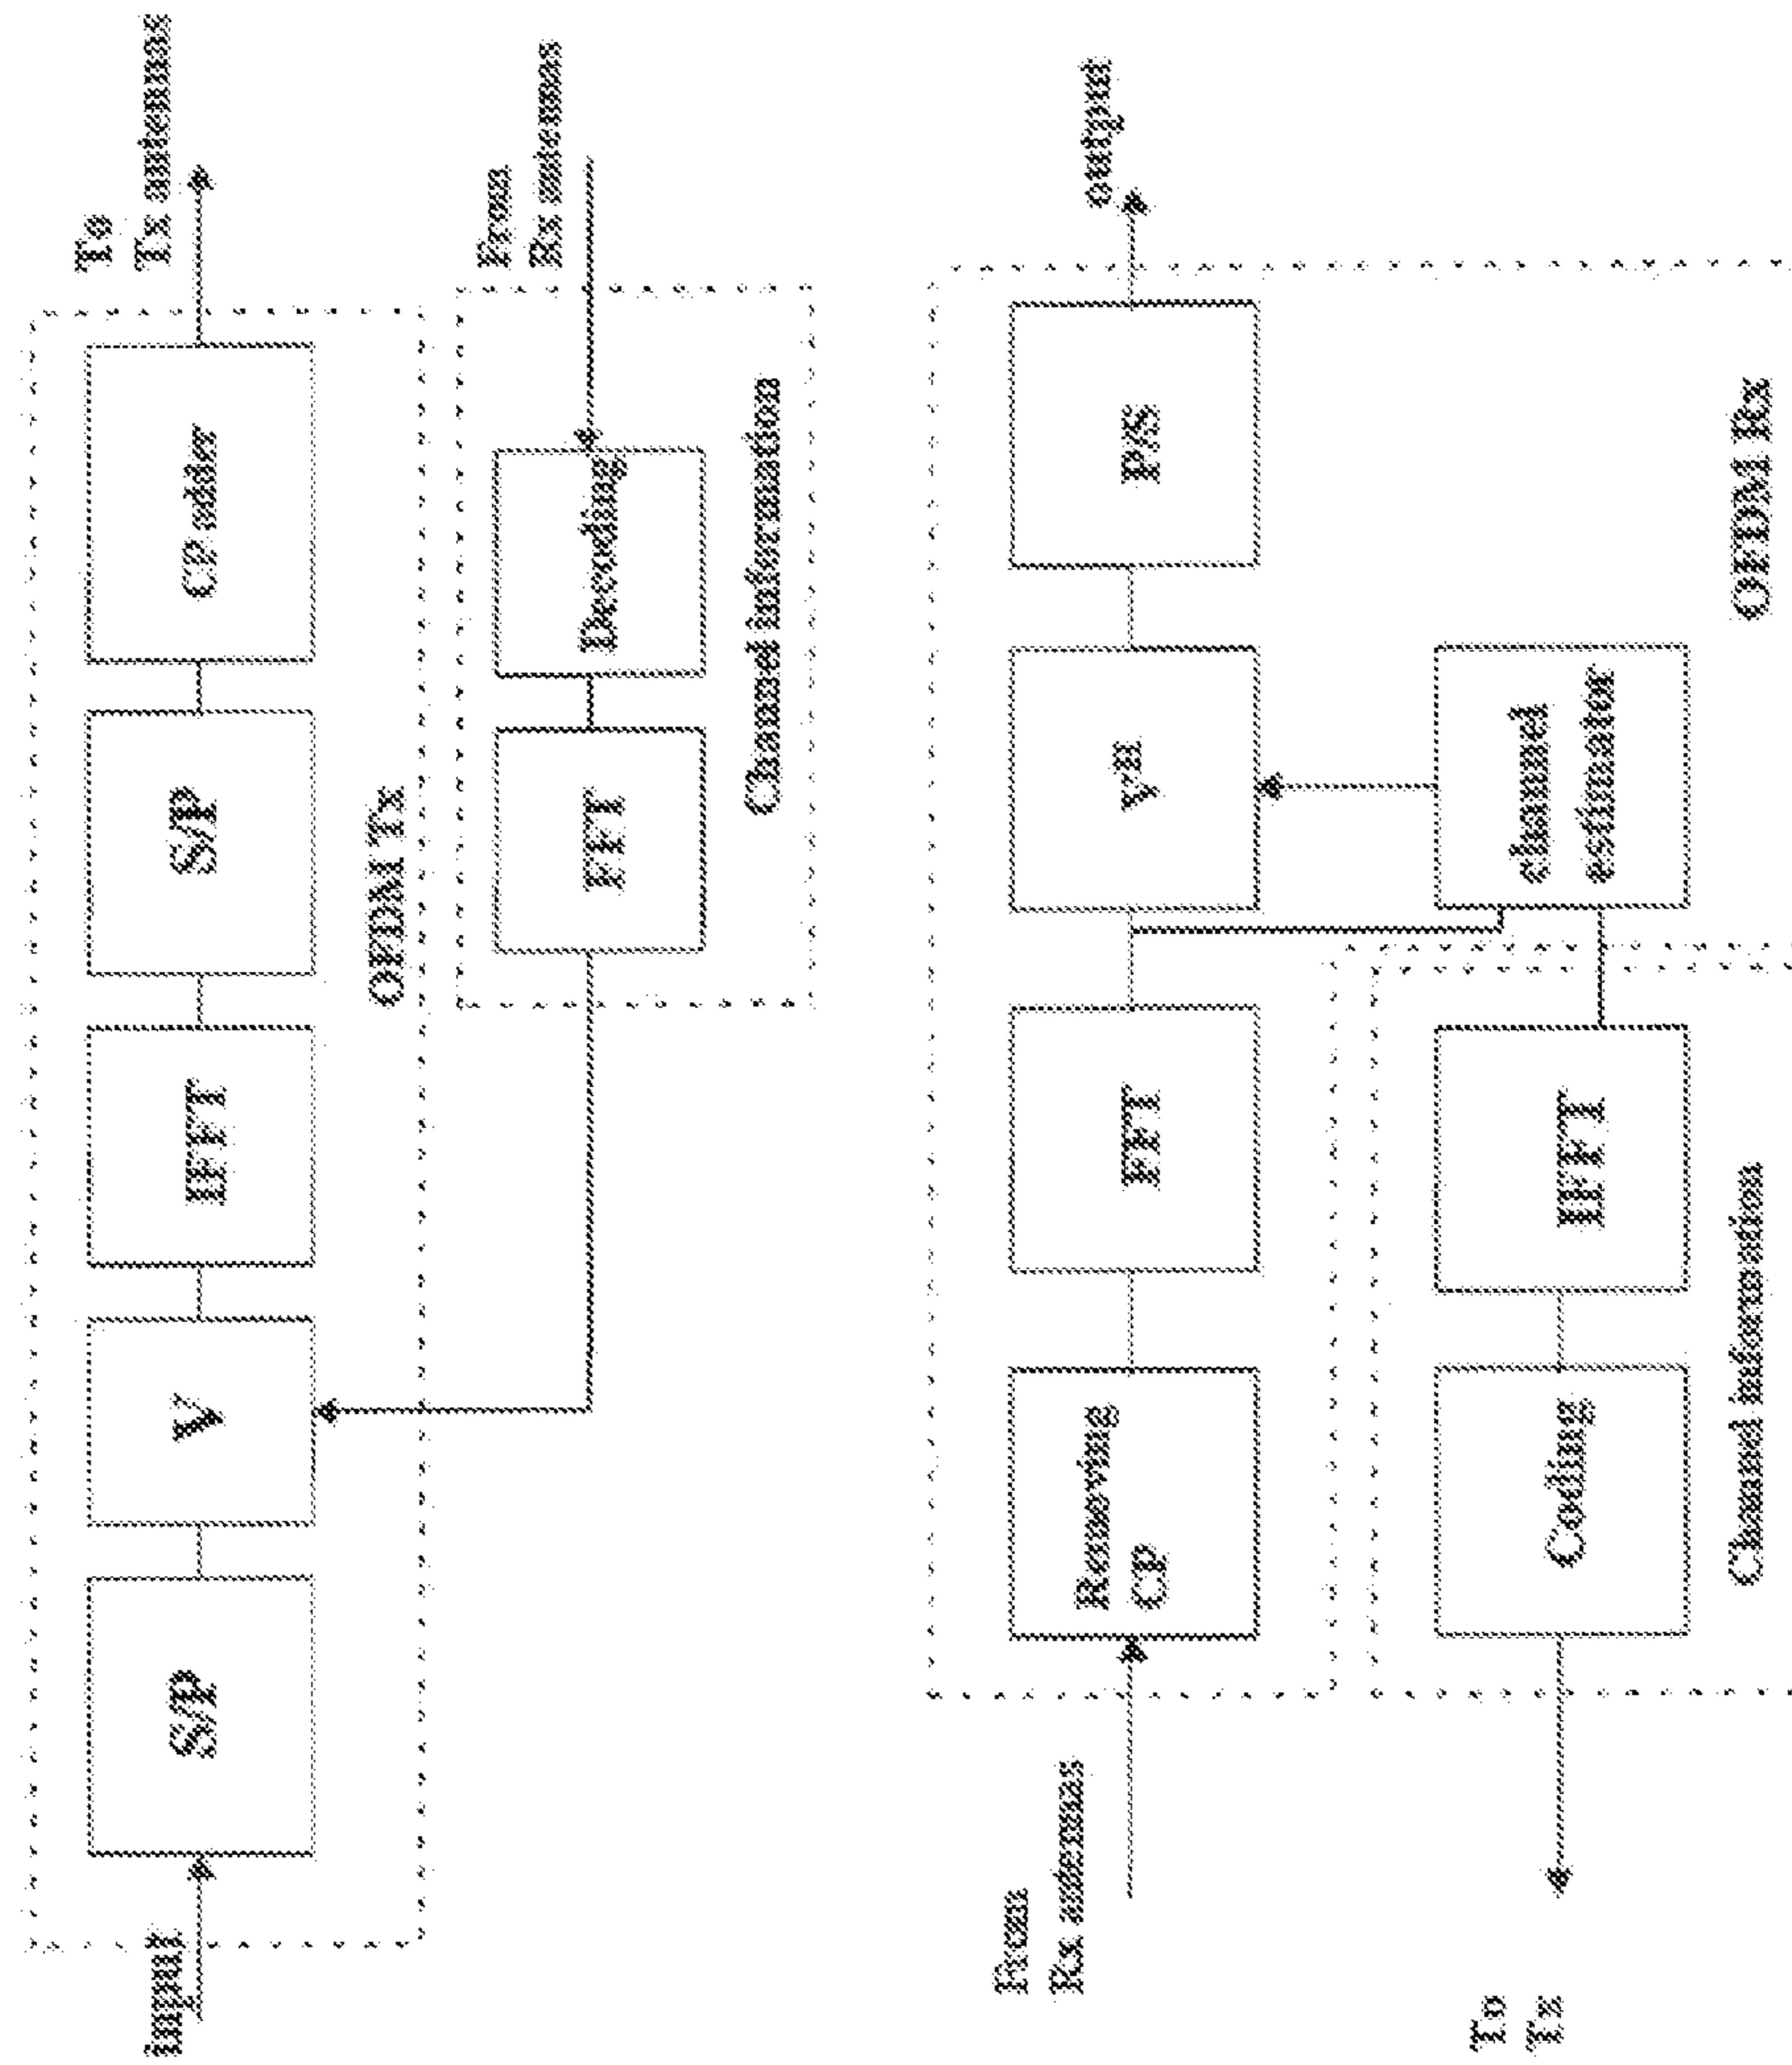 input
S/P
V
IFFT
S/P
CP adder
To
Tx antennas
OFDM Tx
FFT
Decoding
From
Rx antennas
Channel information
From
Rx antennas
Removing
CP
FFT
V^H
P/S
output
To
Tx
Coding
IFFT
channel
estimator
Channel information
OFDM Rx